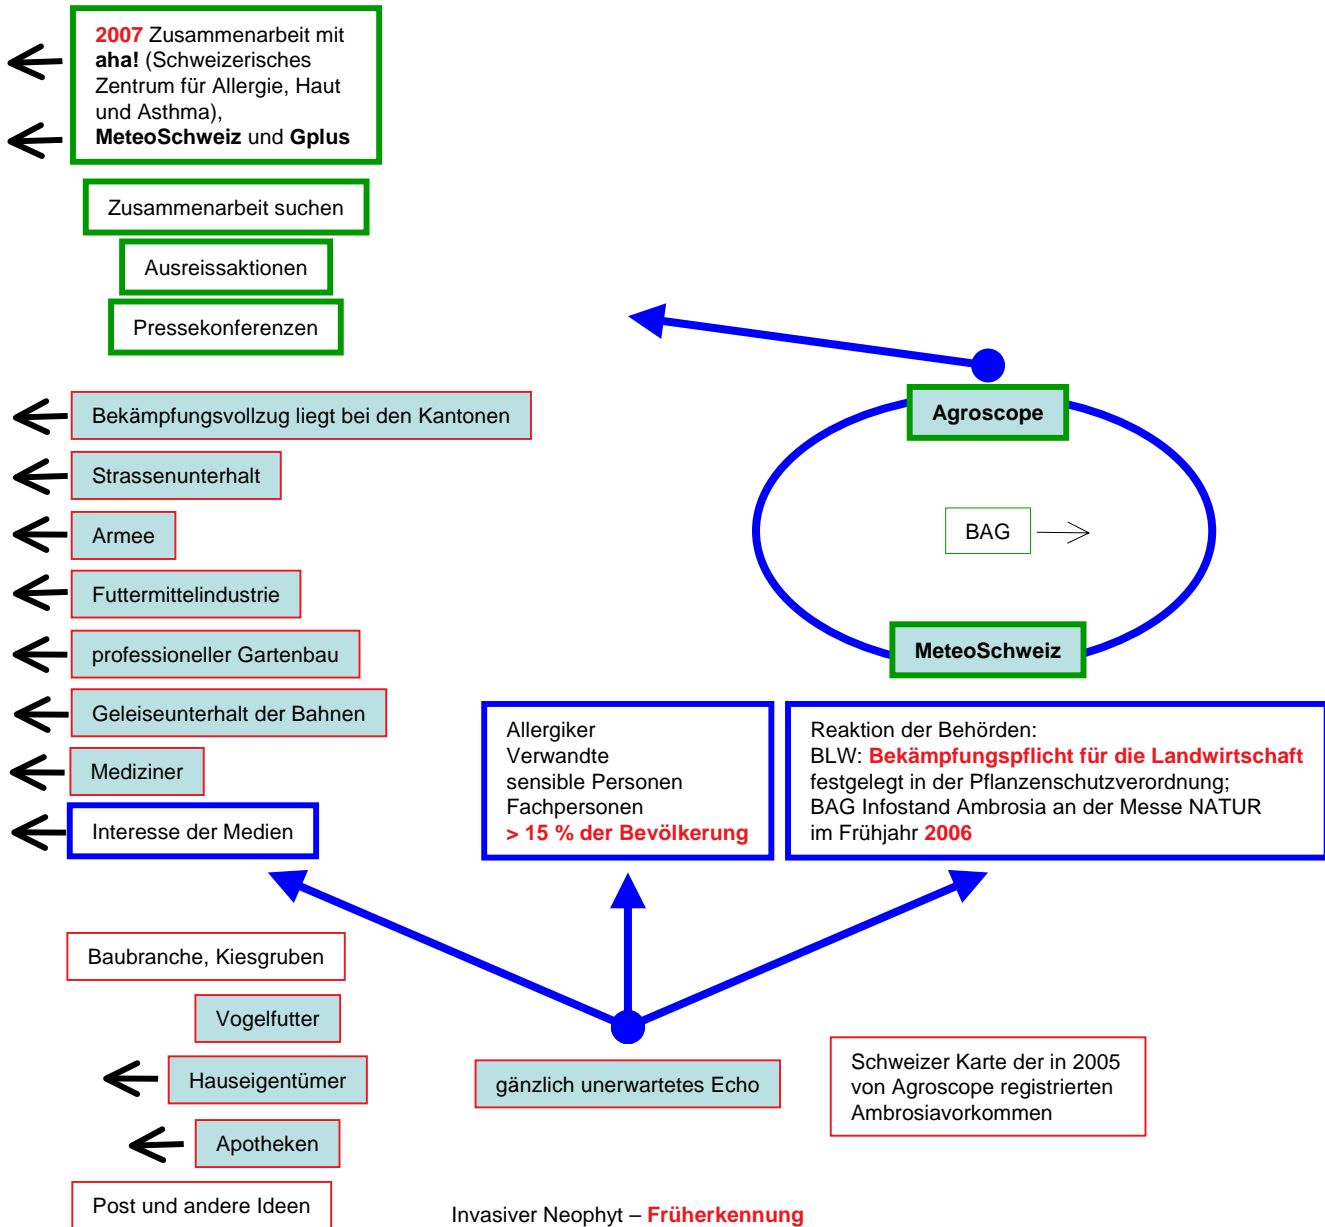 2007 Zusammenarbeit mit
aha! (Schweizerisches
Zentrum für Allergie, Haut
und Asthma),
MeteoSchweiz und Gplus
Zusammenarbeit suchen
Ausreissaktionen
Pressekonferenzen
Bekämpfungsvollzug liegt bei den Kantonen
Strassenunterhalt
Armee
Futtermittelindustrie
professioneller Gartenbau
Geleiseunterhalt der Bahnen
Mediziner
Interesse der Medien
Agroscope
BAG
MeteoSchweiz
Allergiker
Verwandte
sensible Personen
Fachpersonen
> 15 % der Bevölkerung
Reaktion der Behörden:
BLW: Bekämpfungspflicht für die Landwirtschaft
festgelegt in der Pflanzenschutzverordnung;
BAG Infostand Ambrosia an der Messe NATUR
im Frühjahr 2006
Baubranche, Kiesgruben
Vogelfutter
Hauseigentümer
Apotheken
Post und andere Ideen
gänzlich unerwartetes Echo
Schweizer Karte der in 2005
von Agroscope registrierten
Ambrosiavorkommen
Invasiver Neophyt – Früherkennung